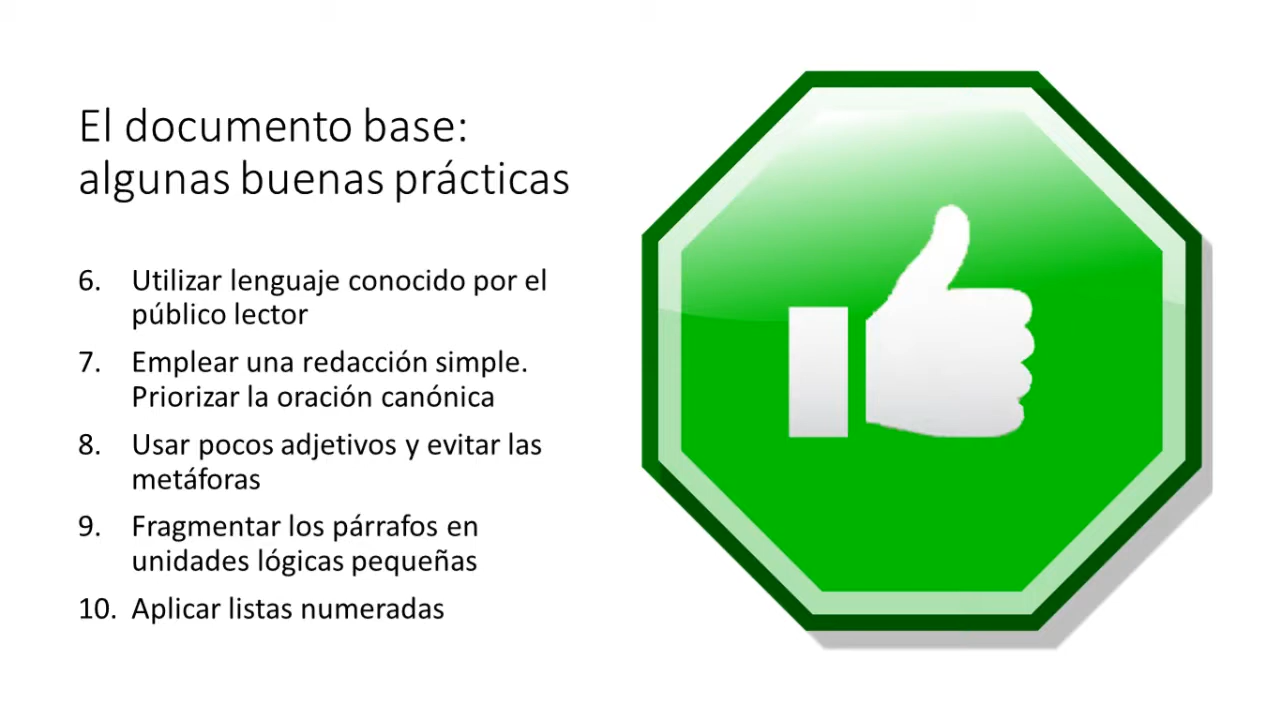 El documento base:
algunas buenas prácticas
6. Utilizar lenguaje conocido por el
público lector
7. Emplear una redacción simple.
Priorizar la oración canónica
8. Usar pocos adjetivos y evitar las
metáforas
9. Fragmentar los párrafos en
unidades lógicas pequeñas
10. Aplicar listas numeradas